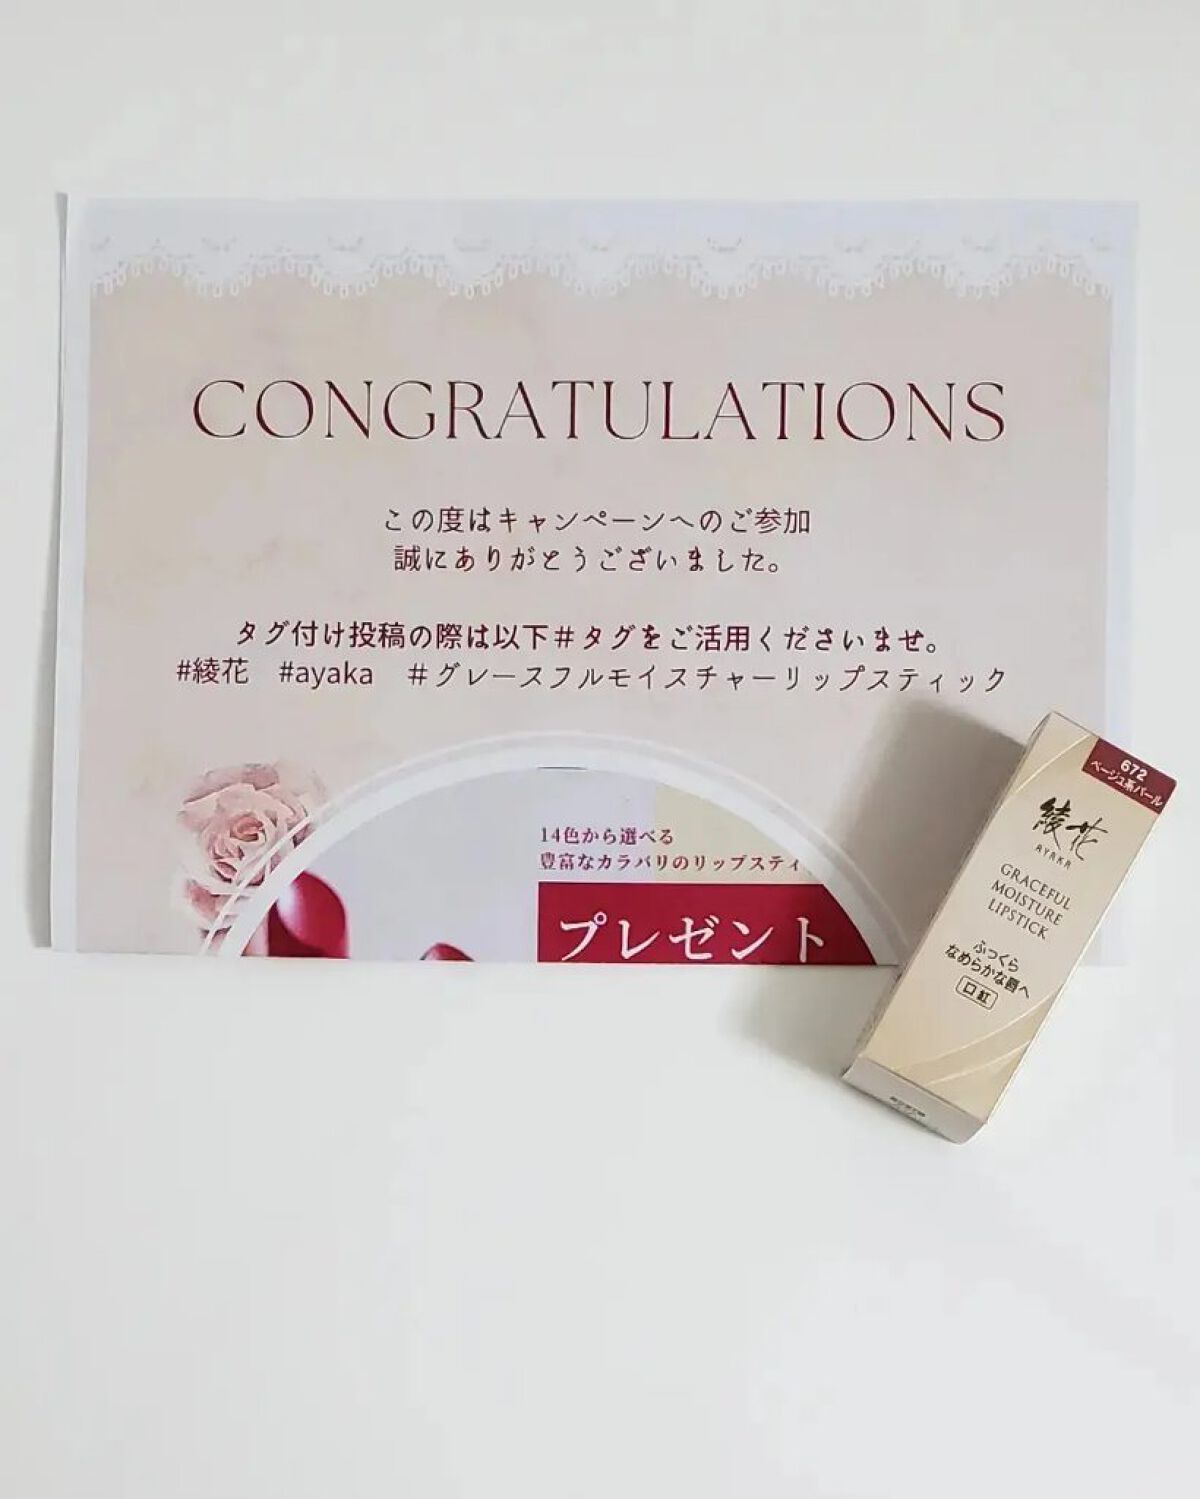 CONGRATULATIONS
この度はキャンペーンへのご参加
誠にありがとうございました。
タグ付け投稿の際は以下＃タグをご活用くださいませ。
#綾花 #ayaka ＃グレースフルモイスチャーリップスティック
14色から選べる
豊富なカラバリのリップスティ
プレゼント
672
ベージュ系パール
綾花
AYAKA
GRACEFUL
MOISTURE
LIPSTICK
ふっくら
なめらかな唇へ
口紅